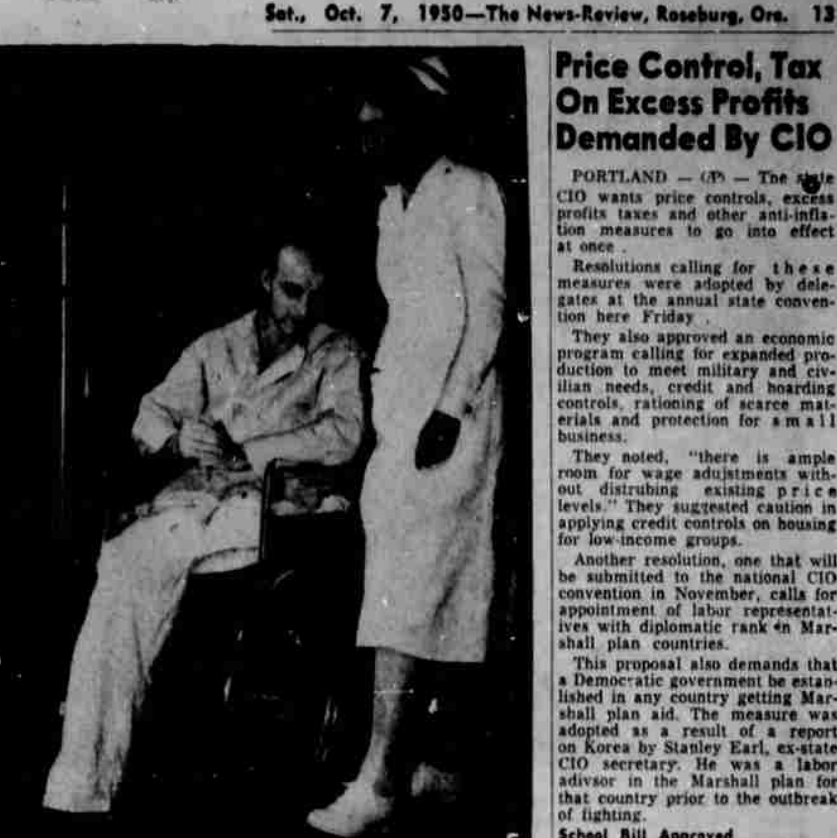 Sat., Oct. 7, 1950—The News-Review, Roseburg, Ore. 13
Price Control, Tax
On Excess Profits
Demanded By CIO
PORTLAND — (AP) — The state
CIO wants price controls, excess
profits taxes and other anti-infla-
tion measures to go into effect
at once .
Resolutions calling for these
measures were adopted by dele-
gates at the annual state conven-
tion here Friday .
They also approved an economic
program calling for expanded pro-
duction to meet military and civ-
ilian needs, credit and hoarding
controls, rationing of scarce mat-
erials and protection for small
business.
They noted, "there is ample
room for wage adujstments with-
out distrubing existing price
levels." They suggested caution in
applying credit controls on housing
for low-income groups.
Another resolution, one that will
be submitted to the national CIO
convention in November, calls for
appointment of labor representat-
ives with diplomatic rank in Mar-
shall plan countries.
This proposal also demands that
a Democratic government be estab-
lished in any country getting Mar-
shall plan aid. The measure was
adopted as a result of a report
on Korea by Stanley Earl, ex-state
CIO secretary. He was a labor
adivsor in the Marshall plan for
that country prior to the outbreak
of fighting.
School Bill Approved